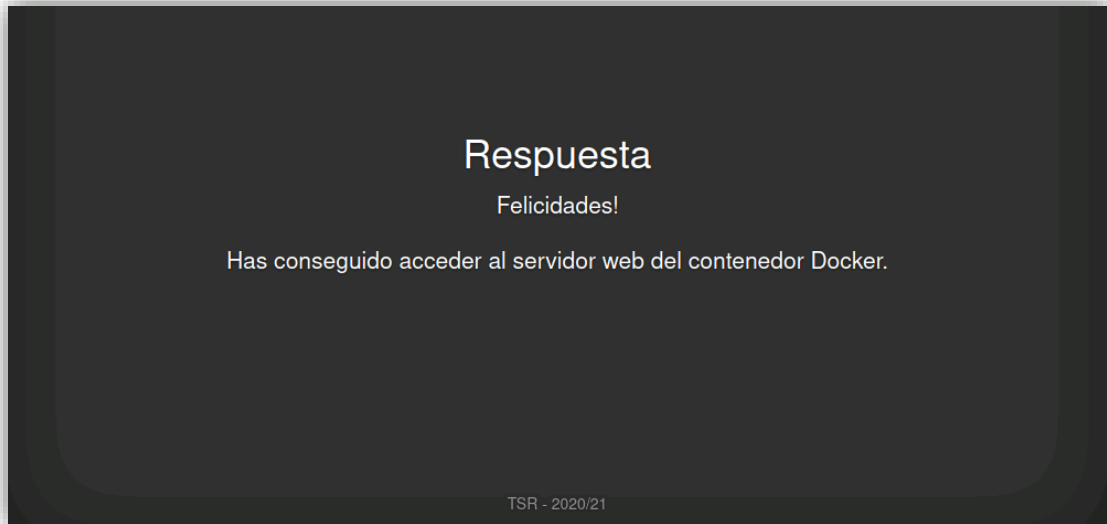 Respuesta
Felicidades!
Has conseguido acceder al servidor web del contenedor Docker.
TSR - 2020/21